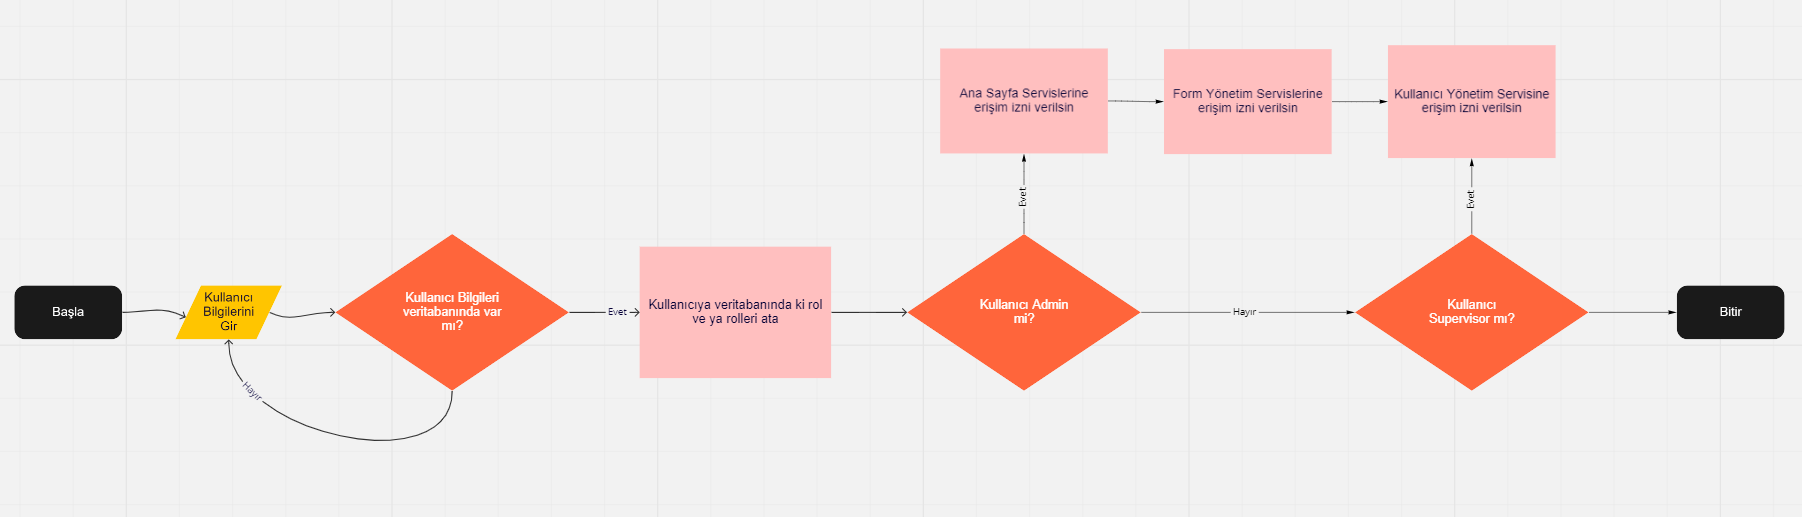 Başla
Kullanıcı
Bilgilerini
Gir
Hayır
Kullanıcı Bilgileri
veritabanında var
mı?
Evet
Kullanıcıya veritabanında ki rol
ve ya rolleri ata
Kullanıcı Admin
mi?
Evet
Ana Sayfa Servislerine
erişim izni verilsin
Form Yönetim Servislerine
erişim izni verilsin
Kullanıcı Yönetim Servisine
erişim izni verilsin
Hayır
Kullanıcı
Supervisor mı?
Evet
Bitir